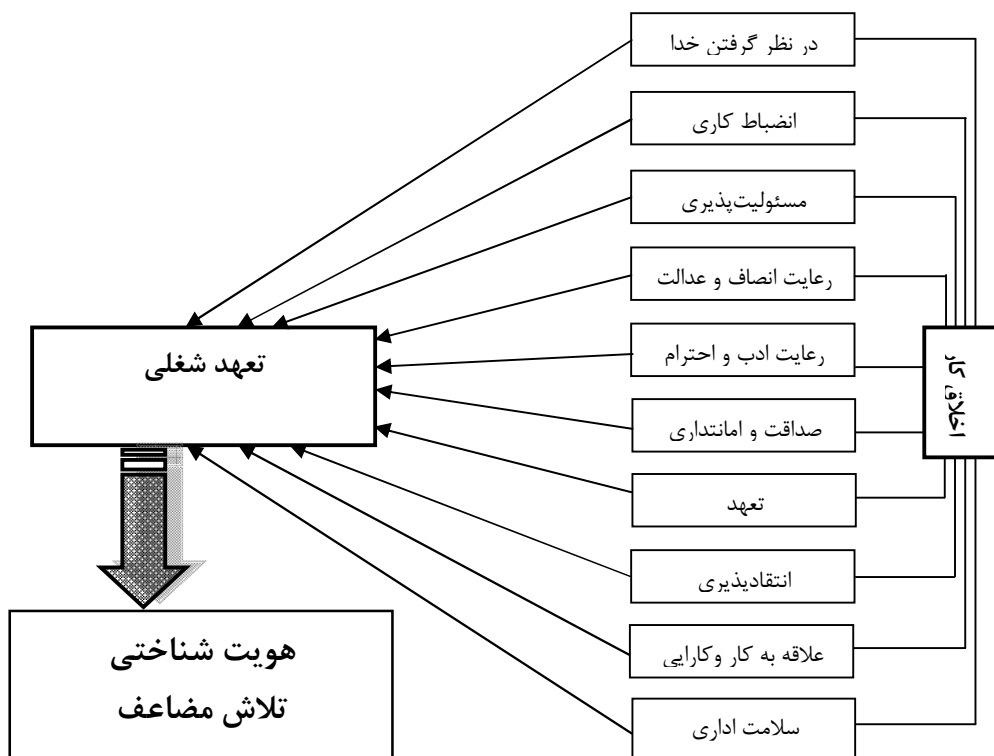 در نظر گرفتن خدا
انضباط کاری
مسئولیت‌پذیری
رعایت انصاف و عدالت
رعایت ادب و احترام
صداقت و امانتداری
تعهد
انتقادپذیری
علاقه به کار وکارایی
سلامت اداری
اخلاق کار
تعهد شغلی
هویت شناختی
تلاش مضاعف